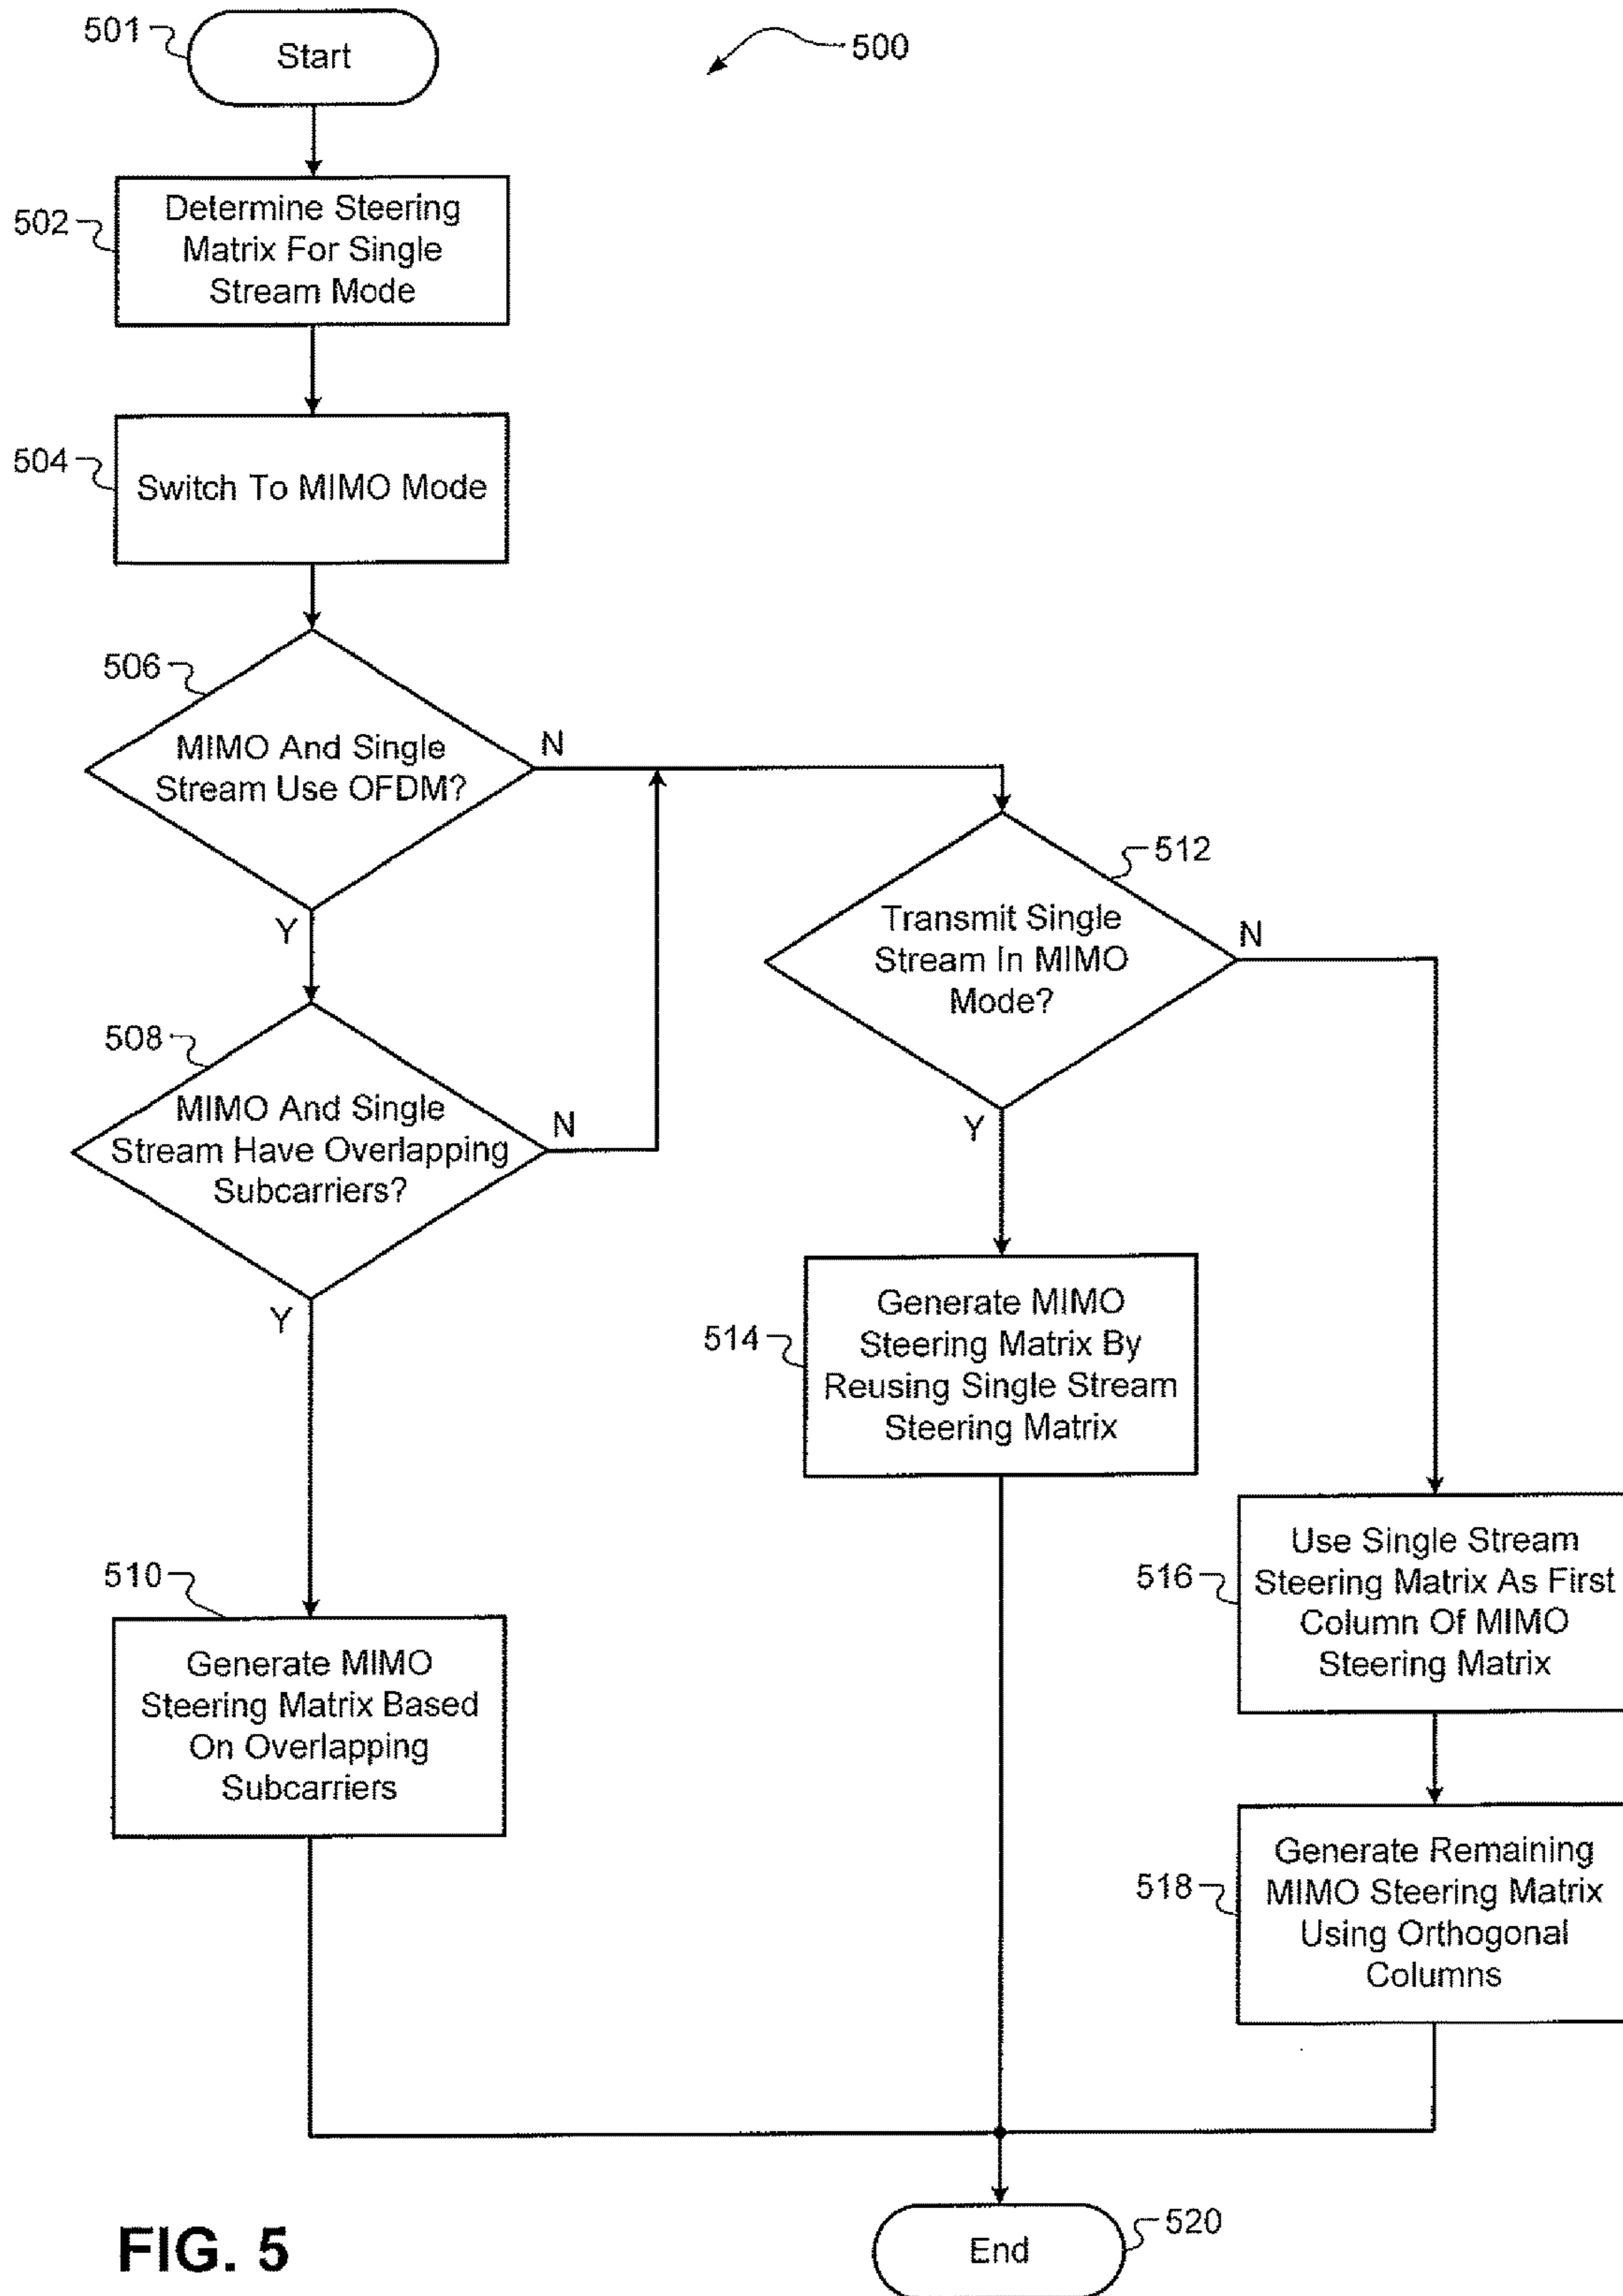 501
Start
500
502
Determine Steering
Matrix For Single
Stream Mode
504
Switch To MIMO Mode
506
MIMO And Single
Stream Use OFDM?
N
Y
512
Transmit Single
Stream In MIMO
Mode?
N
Y
508
MIMO And Single
Stream Have Overlapping
Subcarriers?
N
Y
514
Generate MIMO
Steering Matrix By
Reusing Single Stream
Steering Matrix
516
Use Single Stream
Steering Matrix As First
Column Of MIMO
Steering Matrix
510
Generate MIMO
Steering Matrix Based
On Overlapping
Subcarriers
518
Generate Remaining
MIMO Steering Matrix
Using Orthogonal
Columns
520
End
FIG. 5